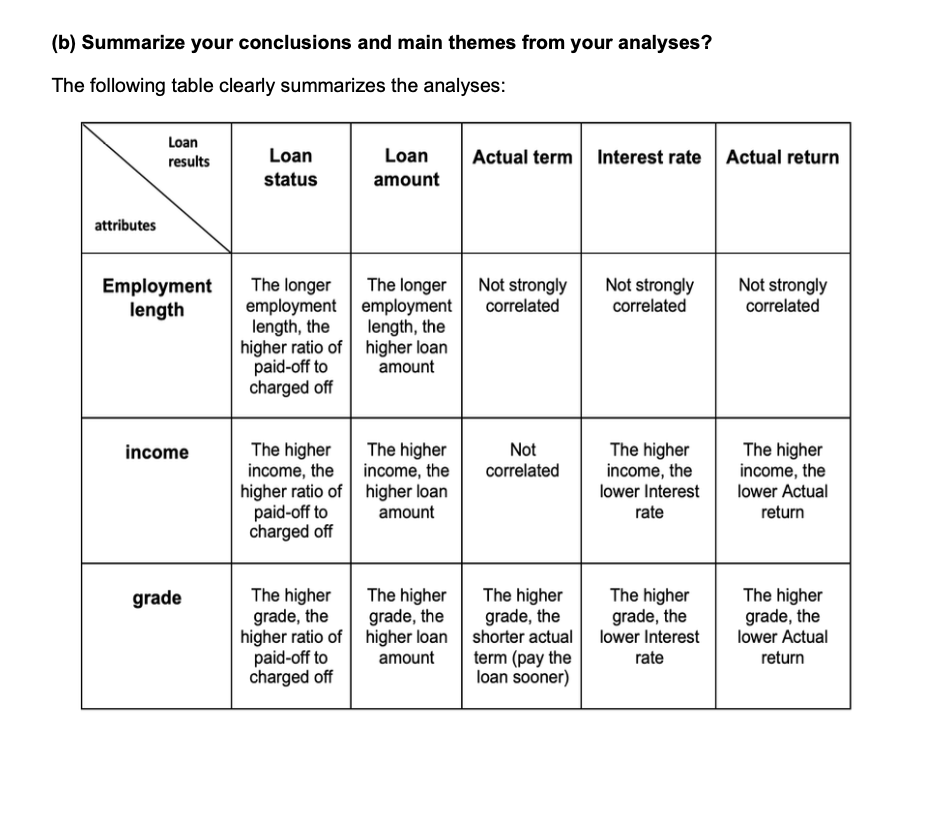 (b) Summarize your conclusions and main themes from your analyses?
The following table clearly summarizes the analyses:
Loan
results
attributes
Loan
status
Loan
amount
Actual term
Interest rate
Actual return
Employment
length
The longer
employment
length, the
higher ratio of
paid-off to
charged off
The longer
employment
length, the
higher loan
amount
Not strongly
correlated
Not strongly
correlated
Not strongly
correlated
income
The higher
income, the
higher ratio of
paid-off to
charged off
The higher
income, the
higher loan
amount
Not
correlated
The higher
income, the
lower Interest
rate
The higher
income, the
lower Actual
return
grade
The higher
grade, the
higher ratio of
paid-off to
charged off
The higher
grade, the
higher loan
amount
The higher
grade, the
shorter actual
term (pay the
loan sooner)
The higher
grade, the
lower Interest
rate
The higher
grade, the
lower Actual
return